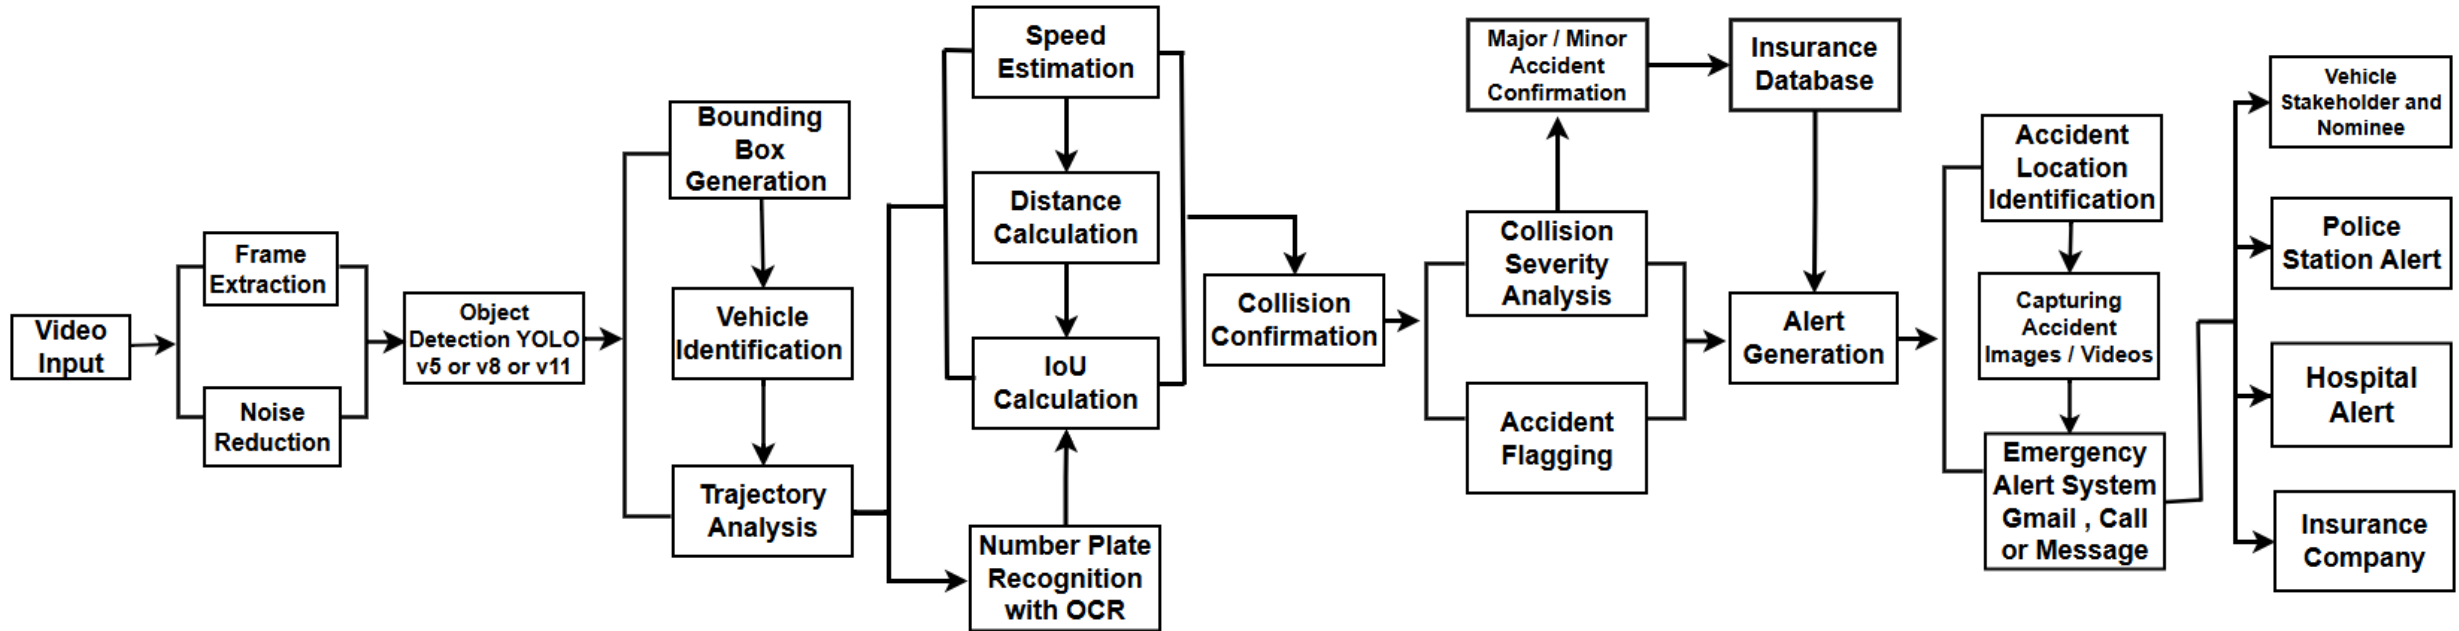 Video
Input
Frame
Extraction
Noise
Reduction
Object
Detection YOLO
v5 or v8 or v11
Bounding
Box
Generation
Vehicle
Identification
Trajectory
Analysis
Speed
Estimation
Distance
Calculation
IoU
Calculation
Number Plate
Recognition
with OCR
Collision
Confirmation
Major / Minor
Accident
Confirmation
Collision
Severity
Analysis
Accident
Flagging
Insurance
Database
Alert
Generation
Accident
Location
Identification
Capturing
Accident
Images / Videos
Emergency
Alert System
Gmail , Call
or Message
Vehicle
Stakeholder and
Nominee
Police
Station Alert
Hospital
Alert
Insurance
Company